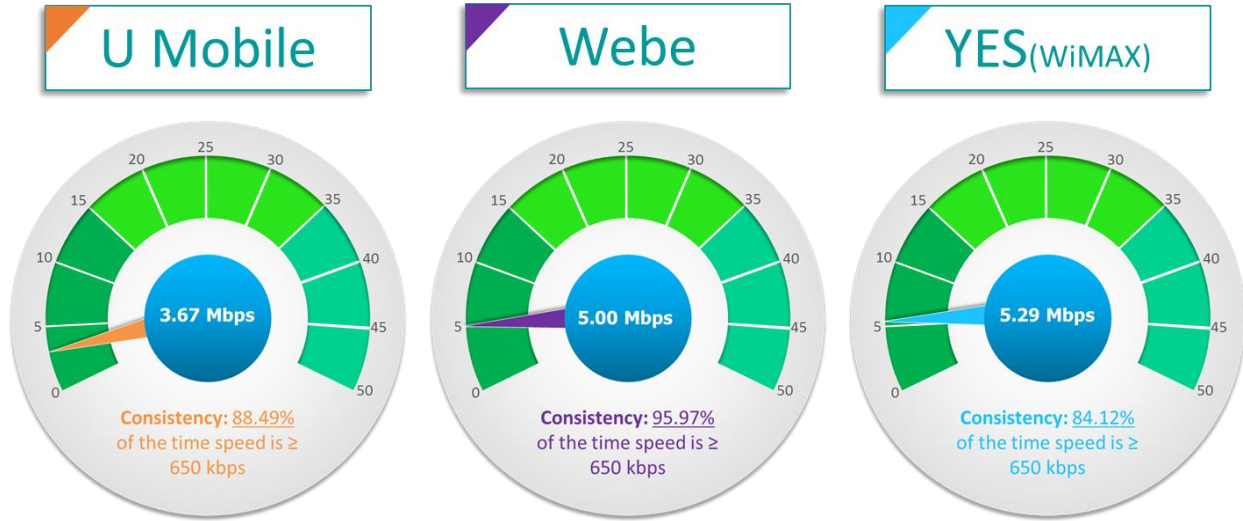 U Mobile
Webe
YES(WiMAX)
0
5
10
15
20
25
30
35
40
45
50
3.67 Mbps
Consistency: 88.49%
of the time speed is ≥
650 kbps
0
5
10
15
20
25
30
35
40
45
50
5.00 Mbps
Consistency: 95.97%
of the time speed is ≥
650 kbps
0
5
10
15
20
25
30
35
40
45
50
5.29 Mbps
Consistency: 84.12%
of the time speed is ≥
650 kbps